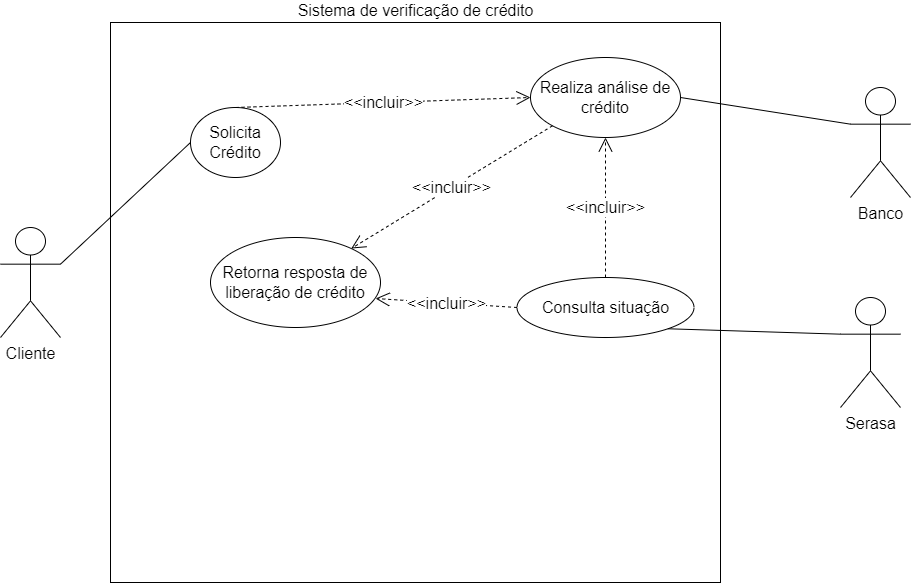 Sistema de verificação de crédito
Realiza análise de
crédito
<<incluir>>
Solicita
Crédito
<<incluir>>
<<incluir>>
Banco
Retorna resposta de
liberação de crédito
<<incluir>>
Consulta situação
Cliente
Serasa